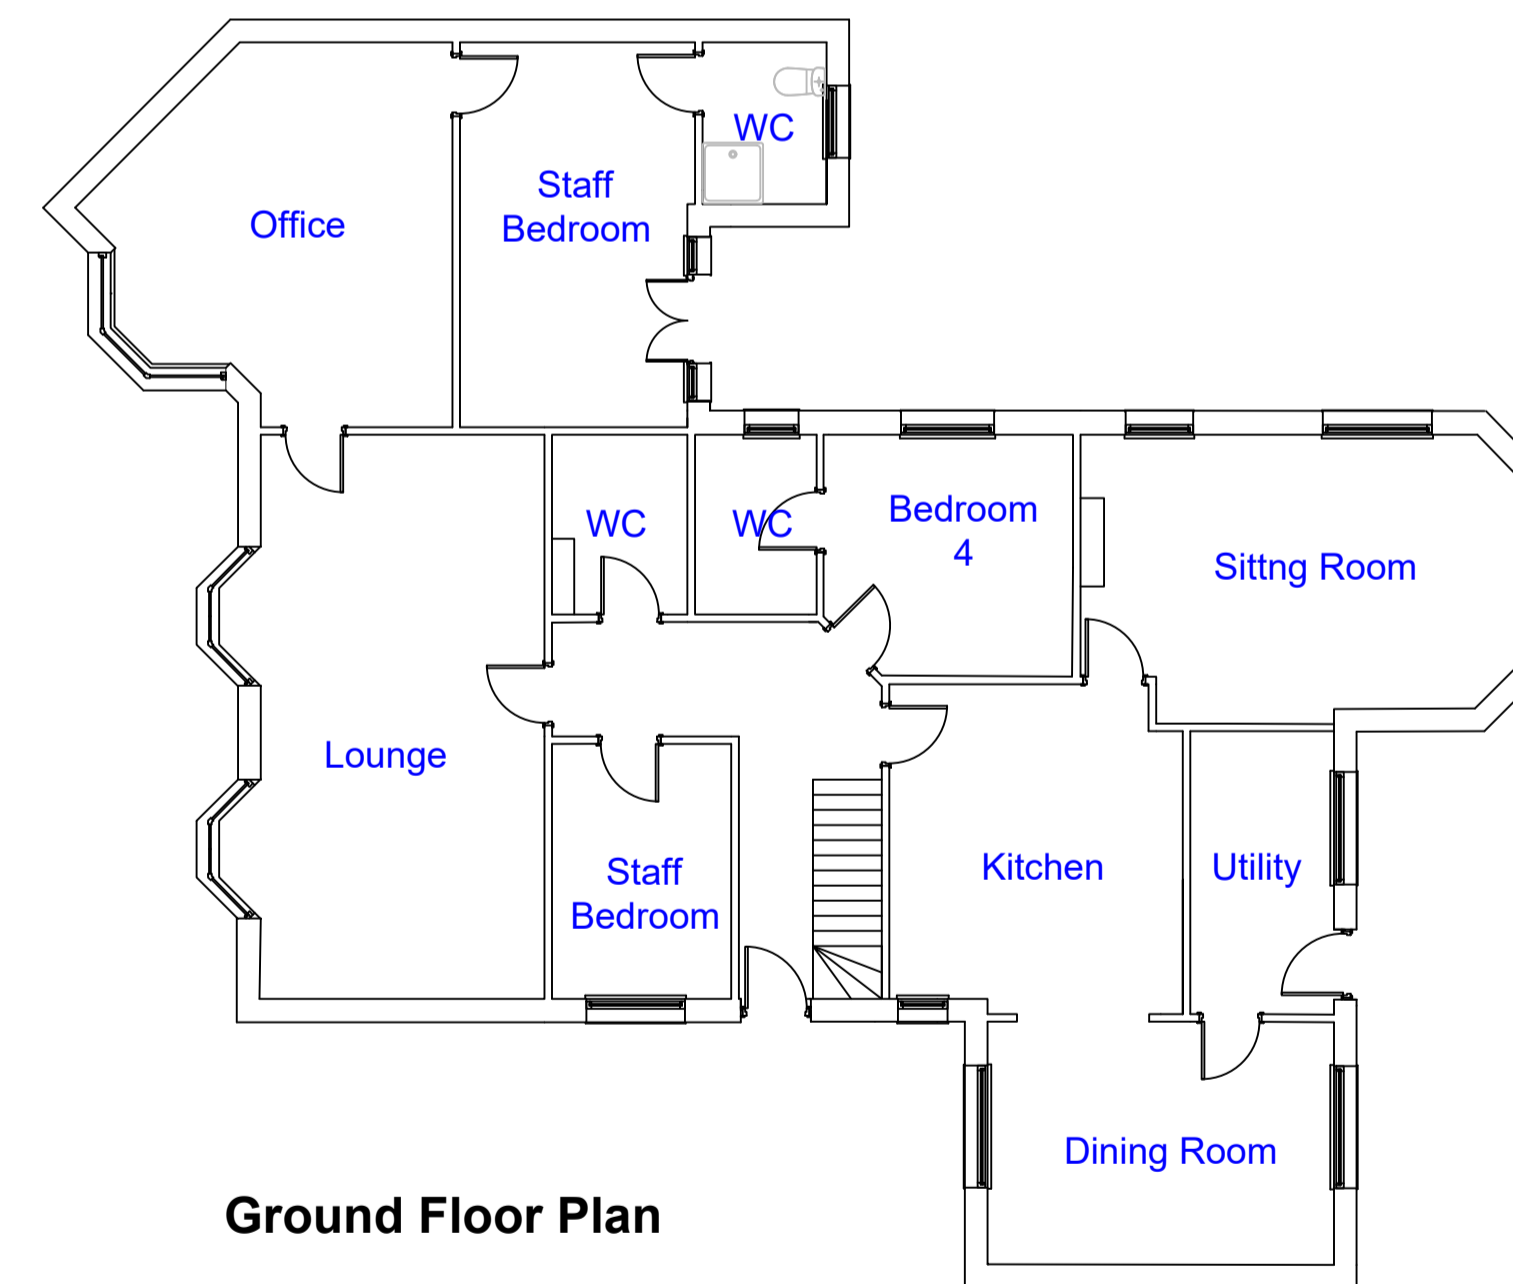 WC
Staff
Bedroom
Office
WC
WC
Bedroom
4
Sittng Room
Lounge
Staff
Bedroom
Kitchen
Utility
Dining Room
Ground Floor Plan